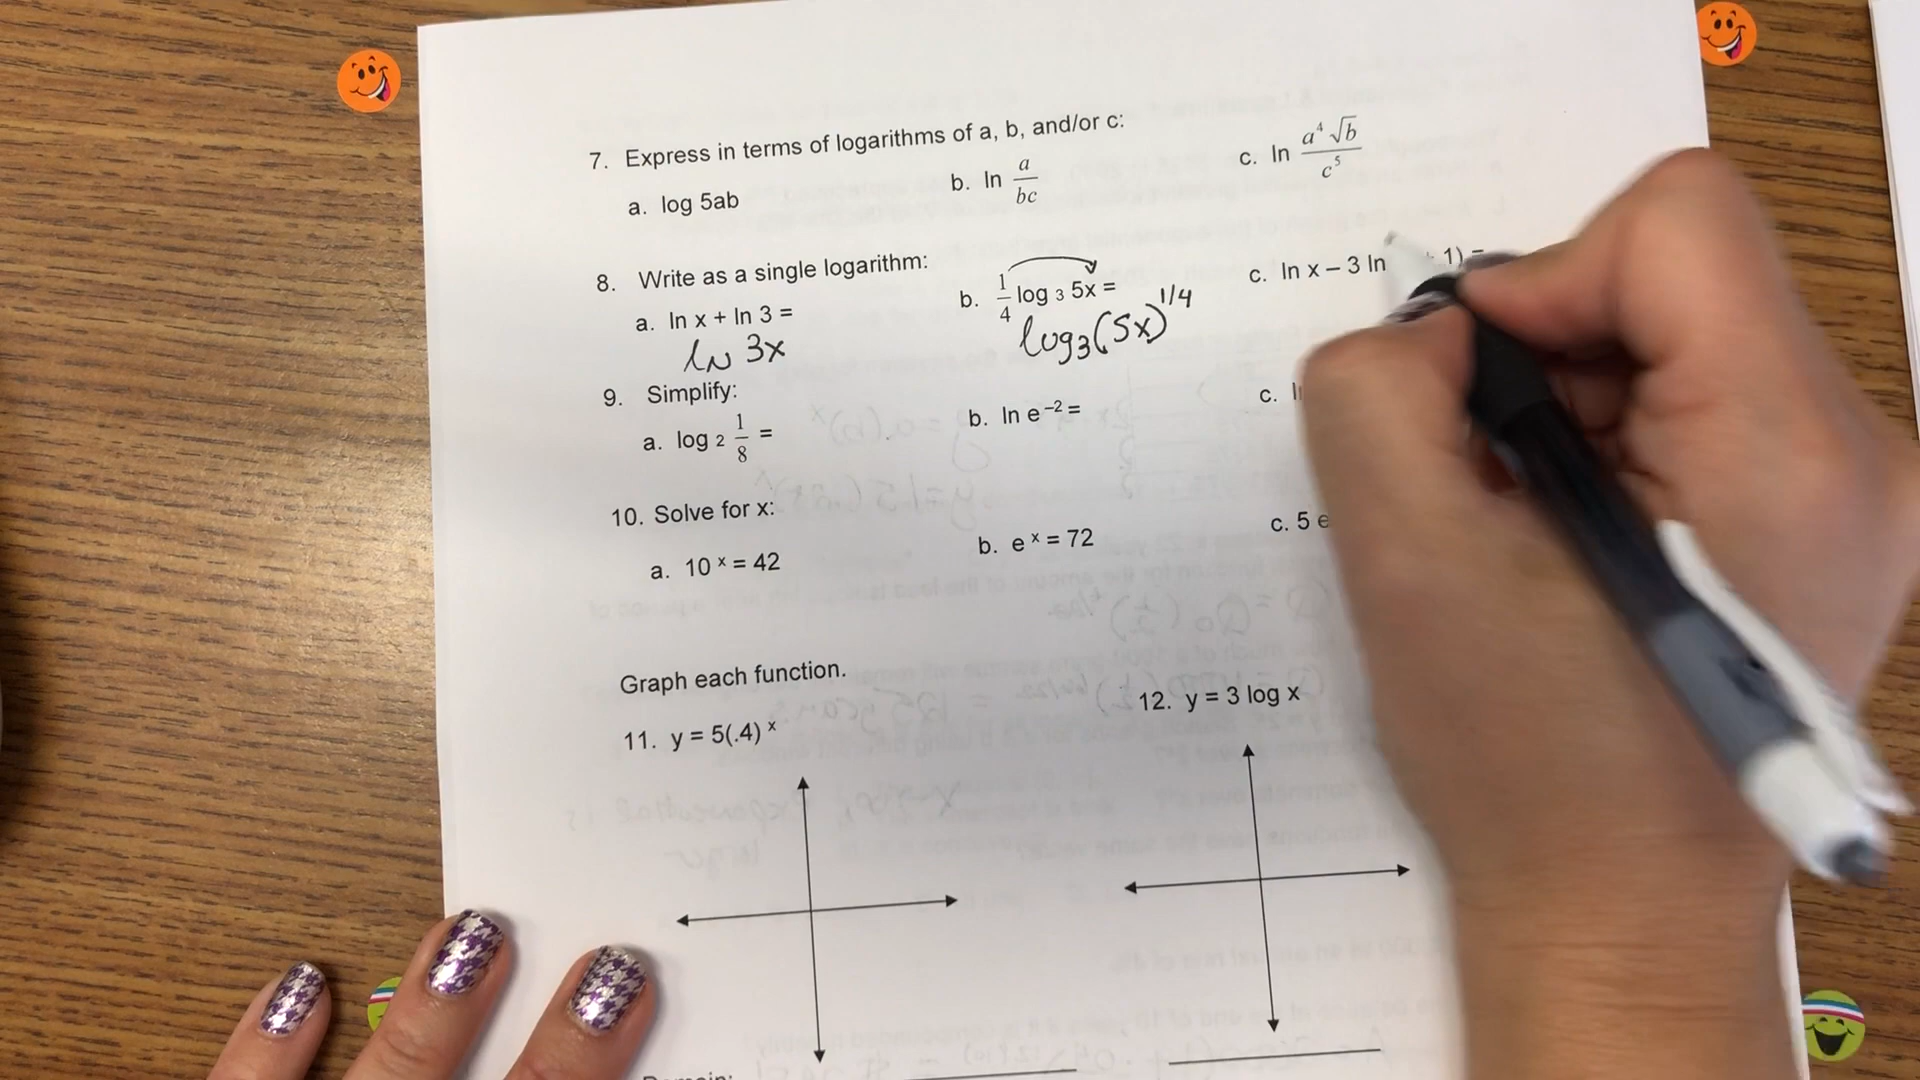 7. Express in terms of logarithms of a, b, and/or c:
a. log 5ab
b. ln a/bc
c. ln a⁴√b/c⁵
8. Write as a single logarithm:
a. ln x + ln 3 =
ln 3x
b. 1/4 log ₃ 5x =
log₃(5x)^1/4
c. ln x – 3 ln 1) =
9. Simplify:
a. log ₂ 1/8 =
b. ln e⁻² =
c.
10. Solve for x:
a. 10 ˣ = 42
b. e ˣ = 72
c. 5 e
Graph each function.
11. y = 5(.4) ˣ
12. y = 3 log x